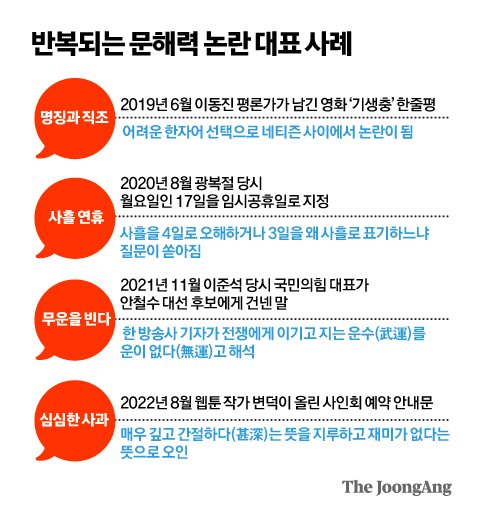 반복되는 문해력 논란 대표 사례
명징과 직조
2019년 6월 이동진 평론가가 남긴 영화 ‘기생충’ 한줄평
어려운 한자어 선택으로 네티즌 사이에서 논란이 됨
사흘 연휴
2020년 8월 광복절 당시
월요일인 17일을 임시공휴일로 지정
사흘을 4일로 오해하거나 3일을 왜 사흘로 표기하느냐
질문이 쏟아짐
무운을 빈다
2021년 11월 이준석 당시 국민의힘 대표가
안철수 대선 후보에게 건넨 말
한 방송사 기자가 전쟁에게 이기고 지는 운수(武運)를
운이 없다(無運)고 해석
심심한 사과
2022년 8월 웹툰 작가 변덕이 올린 사인회 예약 안내문
매우 깊고 간절하다(甚深)는 뜻을 지루하고 재미가 없다는
뜻으로 오인
The JoongAng